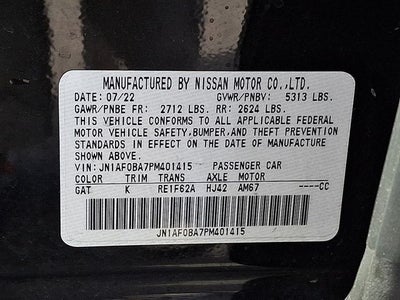 MANUFACTURED BY NISSAN MOTOR CO.,LTD.
DATE: 07/22 GVWR/PNBV: 5313 LBS.
GAWR/PNBE FR: 2712 LBS RR: 2624 LBS.
THIS VEHICLE CONFORMS TO ALL APPLICABLE FEDERAL
MOTOR VEHICLE SAFETY,BUMPER,AND THEFT PREVENTION
STANDARDS IN EFFECT ON THE DATE OF MANUFACTURE
SHOWN ABOVE.
VIN: JN1AF0BA7PM401415 PASSENGER CAR
COLOR TRIM TRANS AXLE MOTOR
GAT K RE1F62A HJ42 AM67 ----CC
JN1AF0BA7PM401415